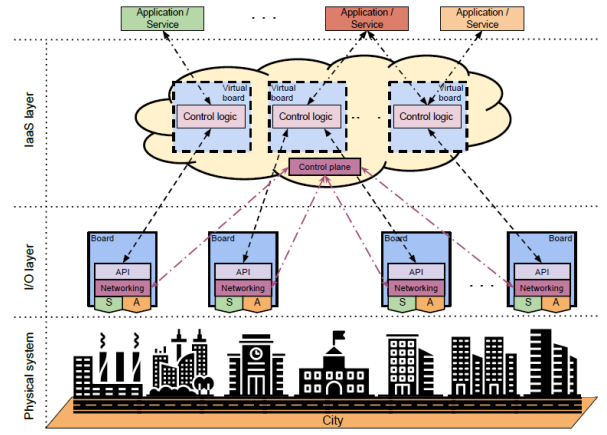 Application /
Service
. . .
Application /
Service
Application /
Service
IaaS layer
Virtual
board
Control logic
Virtual
board
Control logic
. . .
Virtual
board
Control logic
Control plane
I/O layer
Board
API
Networking
S A
Board
API
Networking
S A
Board
API
Networking
S A
. . .
Board
API
Networking
S A
Physical system
City